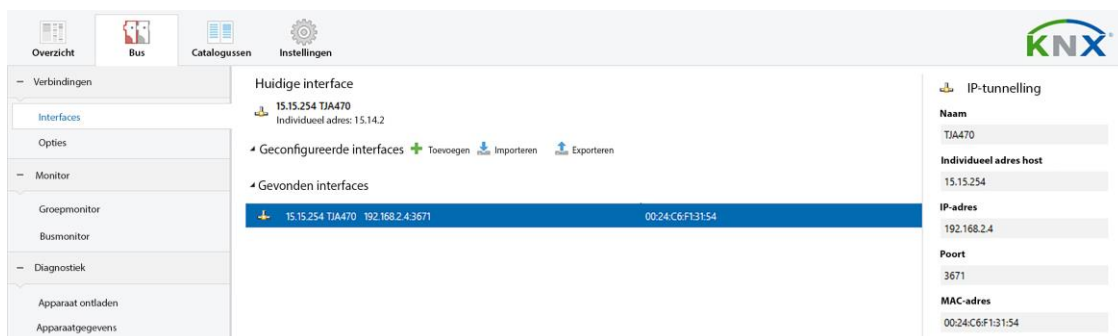 Overzicht
Bus
Catalogussen
Instellingen
KNX
Verbindingen
Interfaces
Opties
Monitor
Groepmonitor
Busmonitor
Diagnostiek
Apparaat ontladen
Apparaatgegevens
Huidige interface
15.15.254 TJA470
Individueel adres: 15.14.2
Geconfigureerde interfaces Toevoegen Importeren Exporteren
Gevonden interfaces
15.15.254 TJA470 192.168.2.4:3671 00:24:C6:F1:31:54
IP-tunnelling
Naam
TJA470
Individueel adres host
15.15.254
IP-adres
192.168.2.4
Poort
3671
MAC-adres
00:24:C6:F1:31:54